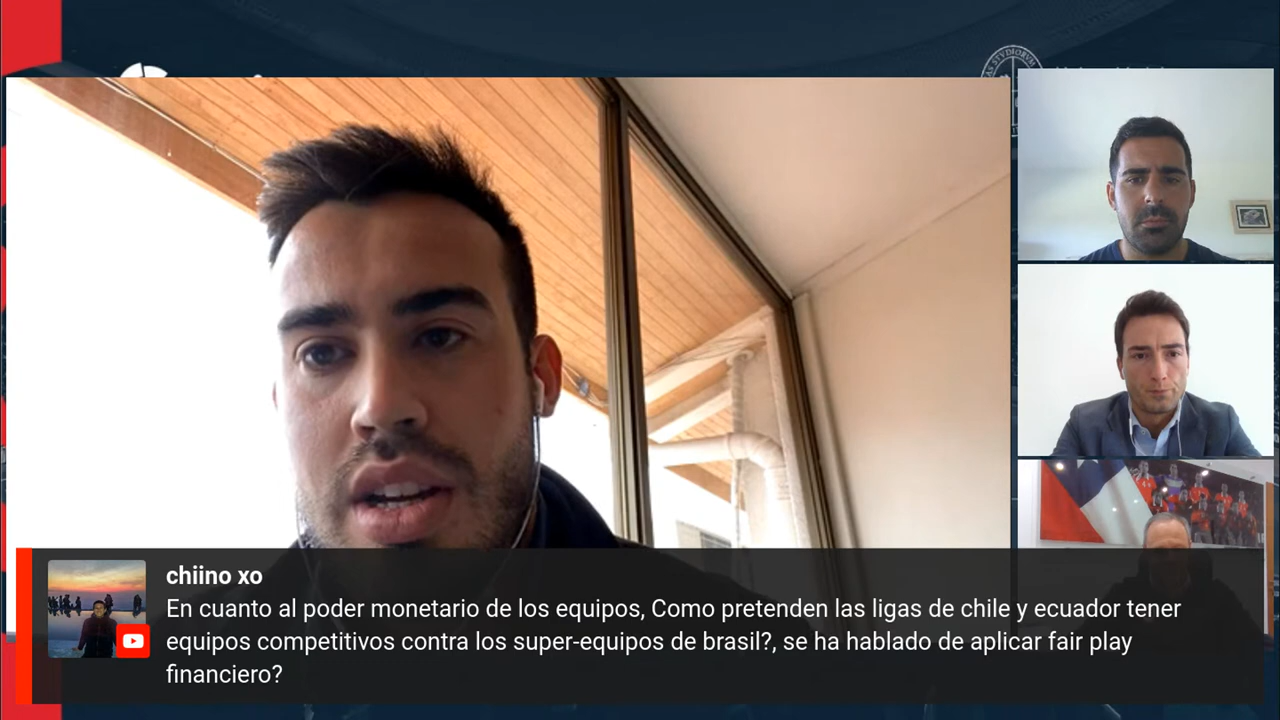 chiino xo
En cuanto al poder monetario de los equipos, Como pretenden las ligas de chile y ecuador tener
equipos competitivos contra los super-equipos de brasil?, se ha hablado de aplicar fair play
financiero?